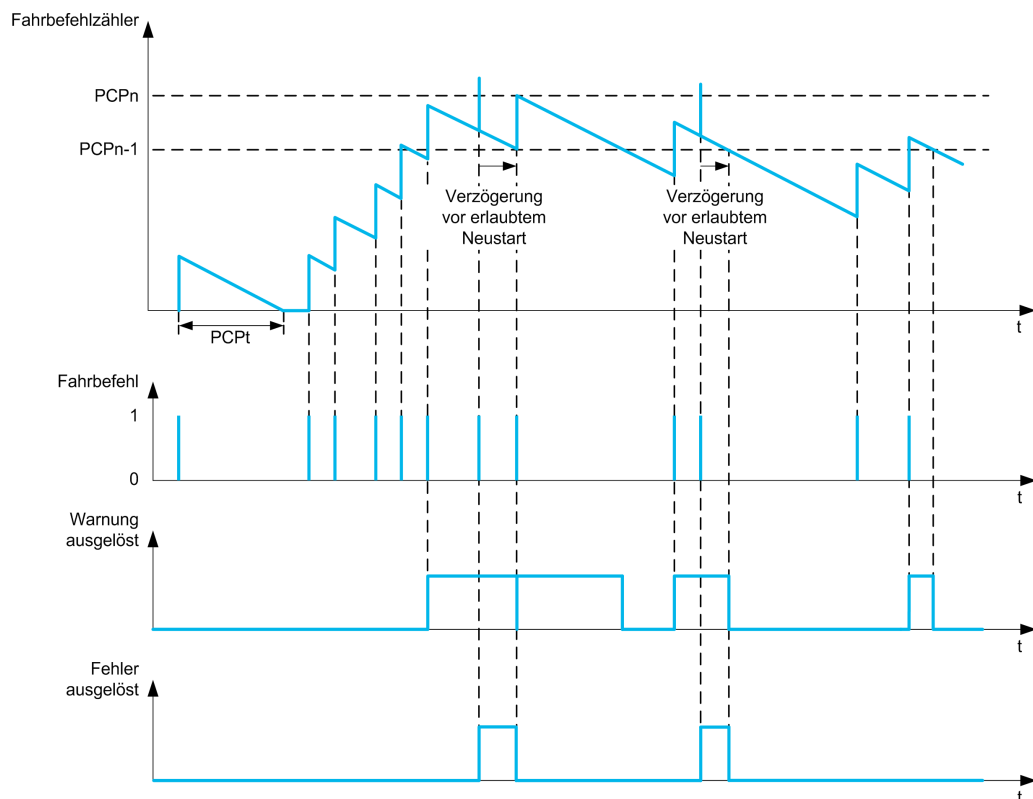 Fahrbefehlzähler
PCPn
PCPn-1
Verzögerung
vor erlaubtem
Neustart
Verzögerung
vor erlaubtem
Neustart
PCPt
t
Fahrbefehl
1
0
t
Warnung
ausgelöst
t
Fehler
ausgelöst
t